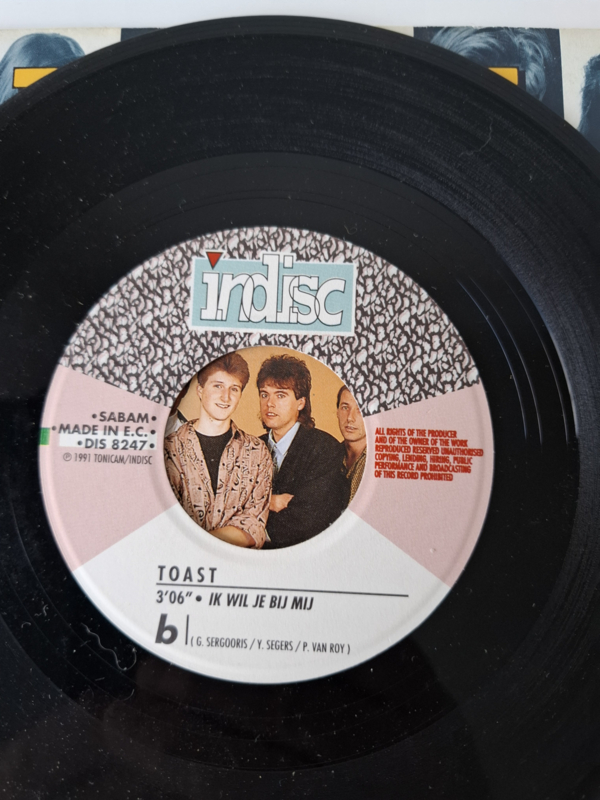 indisc
•SABAM•
•MADE IN E.C.•
•DIS 8247•
℗ 1991 TONICAM/INDISC
ALL RIGHTS OF THE PRODUCER
AND OF THE OWNER OF THE WORK
REPRODUCED RESERVED UNAUTHORISED
COPYING, LENDING, HIRING, PUBLIC
PERFORMANCE AND BROADCASTING
OF THIS RECORD PROHIBITED
TOAST
3'06" • IK WIL JE BIJ MIJ
b
( G. SERGOORIS / Y. SEGERS / P. VAN ROY )